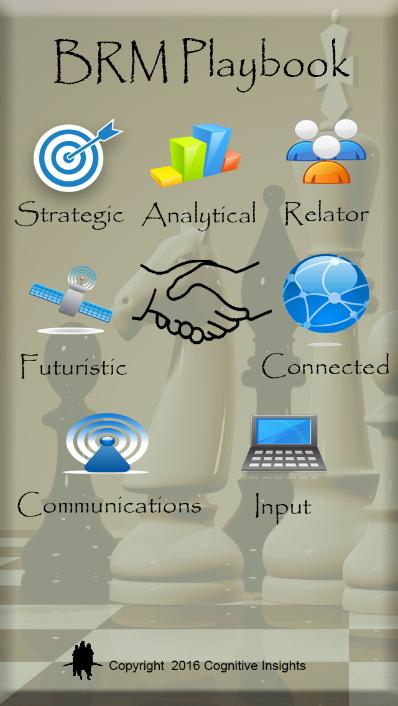 BRM Playbook
Strategic Analytical Relator
Futuristic Connected
Communications Input
Copyright 2016 Cognitive Insights